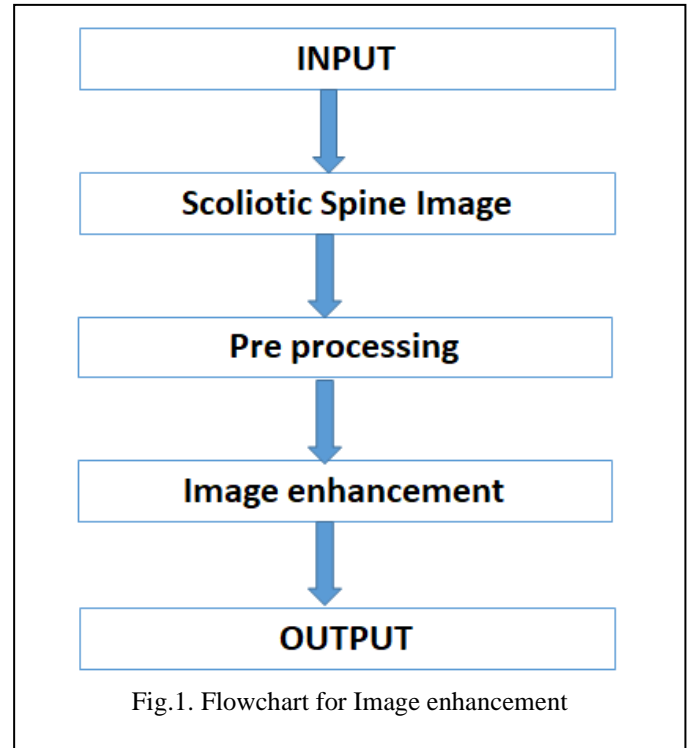 INPUT
Scoliotic Spine Image
Pre processing
Image enhancement
OUTPUT
Fig.1. Flowchart for Image enhancement